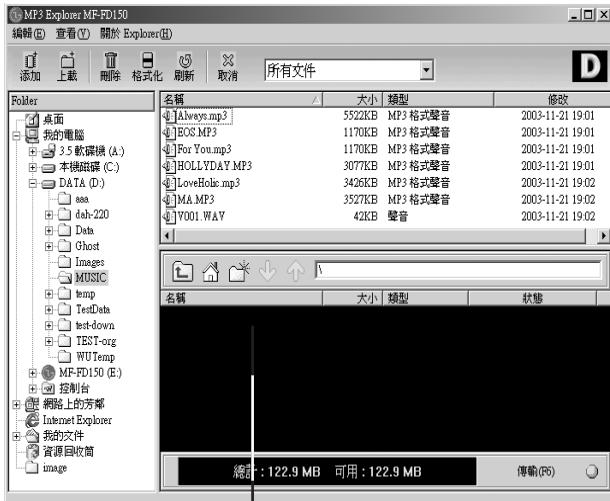 MP3 Explorer MF-FD150
編輯(E) 查看(V) 關於 Explorer(H)
添加 上載 刪除 格式化 刷新 取消 所有文件 D
Folder
桌面
我的電腦
3.5 軟碟機 (A:)
本機磁碟 (C:)
DATA (D:)
aaa
dah-220
Data
Ghost
Images
MUSIC
temp
TestData
test-down
TEST-org
WUTemp
MF-FD150 (E:)
控制台
網路上的芳鄰
Internet Explorer
我的文件
資源回收筒
image
名稱 大小 類型 修改
Always.mp3 5522KB MP3 格式聲音 2003-11-21 19:01
EOS.MP3 1170KB MP3 格式聲音 2003-11-21 19:01
For You.mp3 1170KB MP3 格式聲音 2003-11-21 19:01
HOLLYDAY.MP3 3077KB MP3 格式聲音 2003-11-21 19:01
LoveHolic.mp3 3426KB MP3 格式聲音 2003-11-21 19:02
MA.MP3 3527KB MP3 格式聲音 2003-11-21 19:02
V001.WAV 42KB 聲音 2003-11-21 19:02
\
名稱 大小 類型 狀態
總計 : 122.9 MB 可用 : 122.9 MB 傳輸(F6)